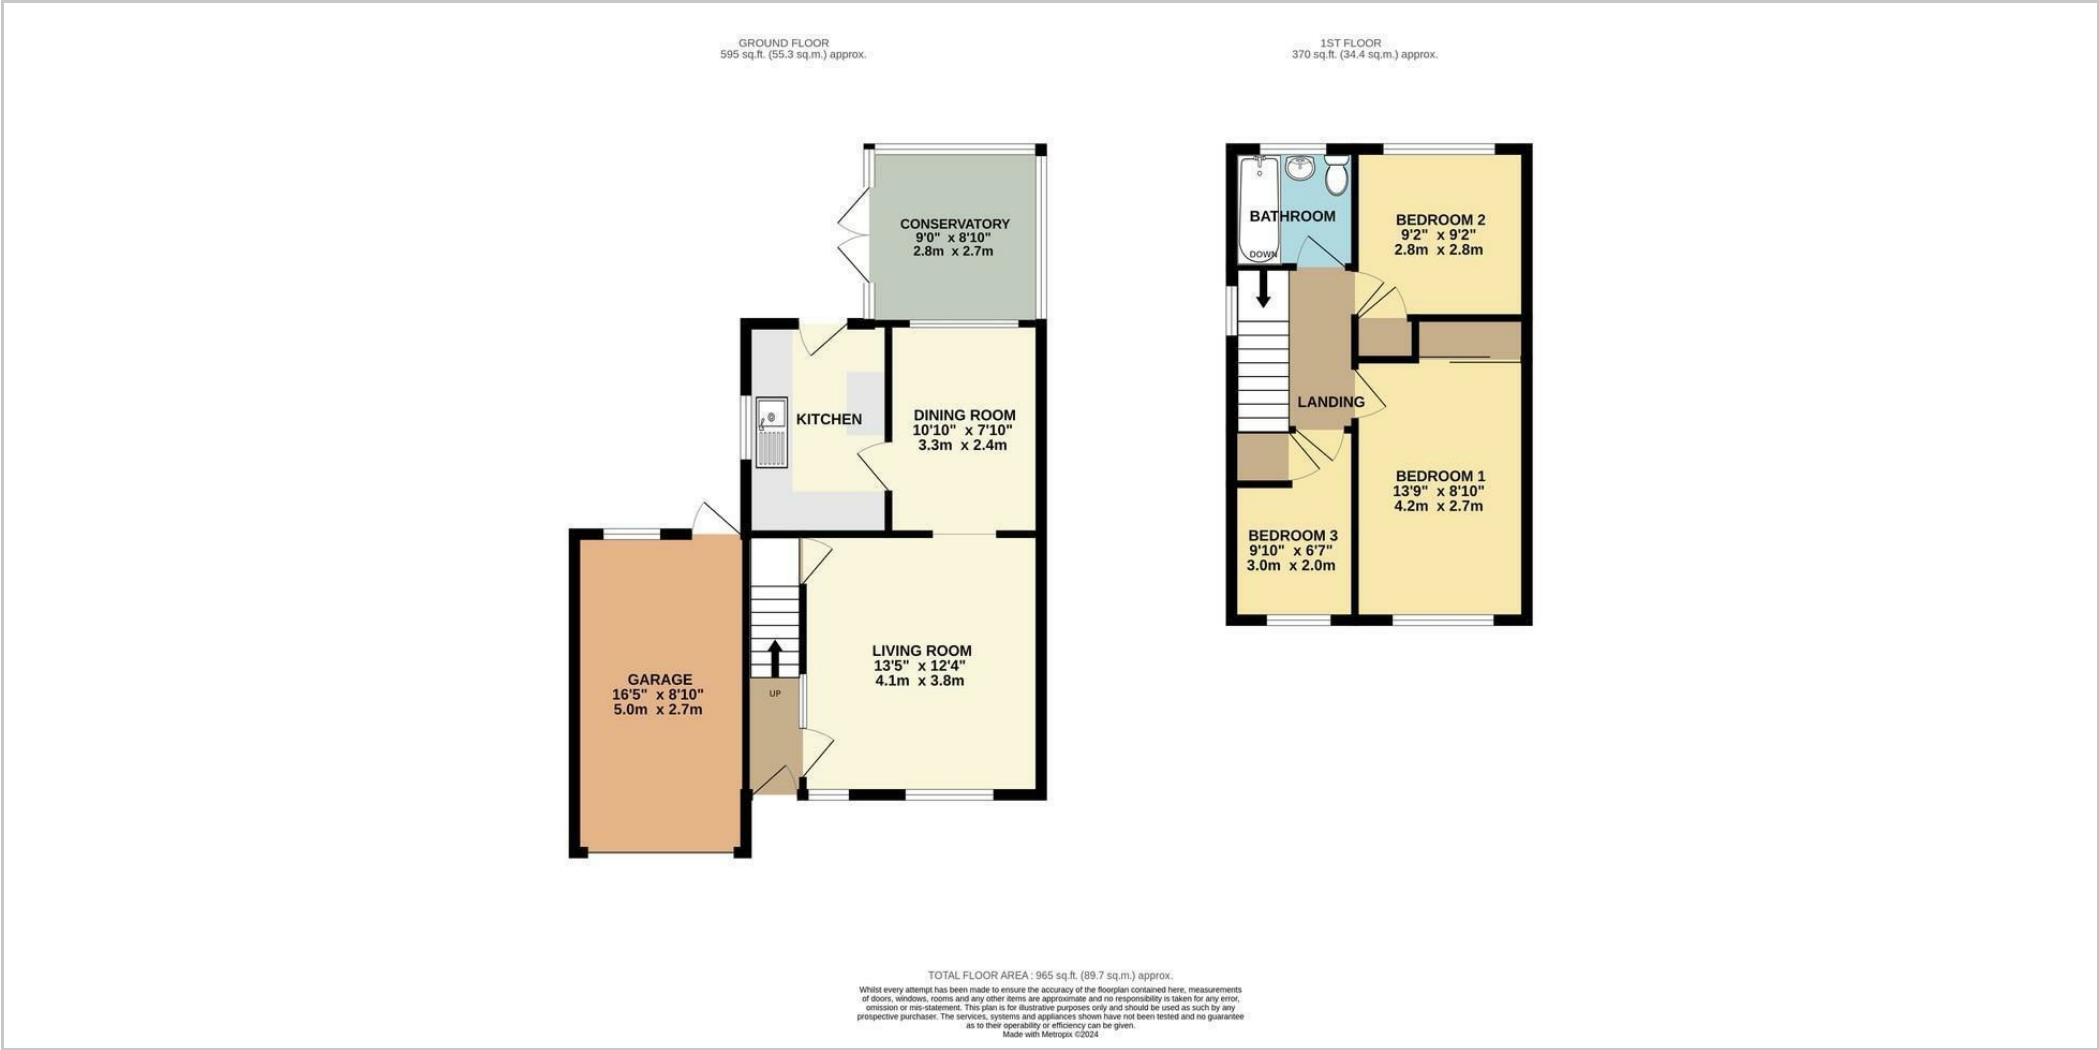 GROUND FLOOR
595 sq.ft. (55.3 sq.m.) approx.
1ST FLOOR
370 sq.ft. (34.4 sq.m.) approx.
CONSERVATORY
9'0" x 8'10"
2.8m x 2.7m
KITCHEN
DINING ROOM
10'10" x 7'10"
3.3m x 2.4m
LIVING ROOM
13'5" x 12'4"
4.1m x 3.8m
UP
GARAGE
16'5" x 8'10"
5.0m x 2.7m
BATHROOM
DOWN
BEDROOM 2
9'2" x 9'2"
2.8m x 2.8m
LANDING
BEDROOM 1
13'9" x 8'10"
4.2m x 2.7m
BEDROOM 3
9'10" x 6'7"
3.0m x 2.0m
TOTAL FLOOR AREA : 965 sq.ft. (89.7 sq.m.) approx.
Whilst every attempt has been made to ensure the accuracy of the floorplan contained here, measurements
of doors, windows, rooms and any other items are approximate and no responsibility is taken for any error,
omission or mis-statement. This plan is for illustrative purposes only and should be used as such by any
prospective purchaser. The services, systems and appliances shown have not been tested and no guarantee
as to their operability or efficiency can be given.
Made with Metropix ©2024